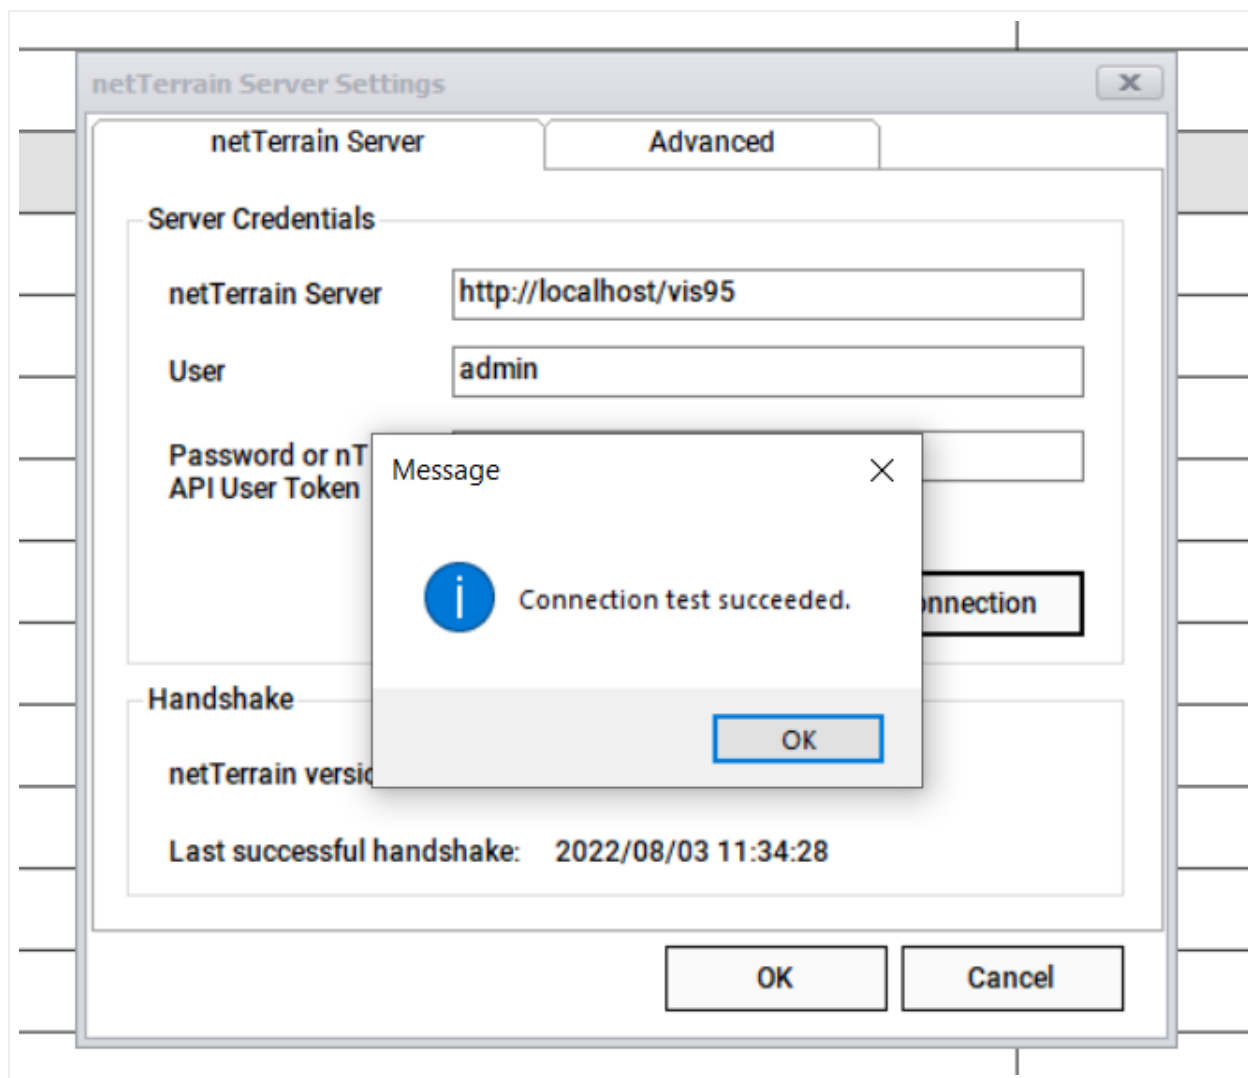 netTerrain Server Settings
netTerrain Server
Advanced
Server Credentials
netTerrain Server
http://localhost/vis95
User
admin
Password or nT
API User Token
Message
Connection test succeeded.
OK
Handshake
netTerrain
Last successful handshake: 2022/08/03 11:34:28
OK
Cancel